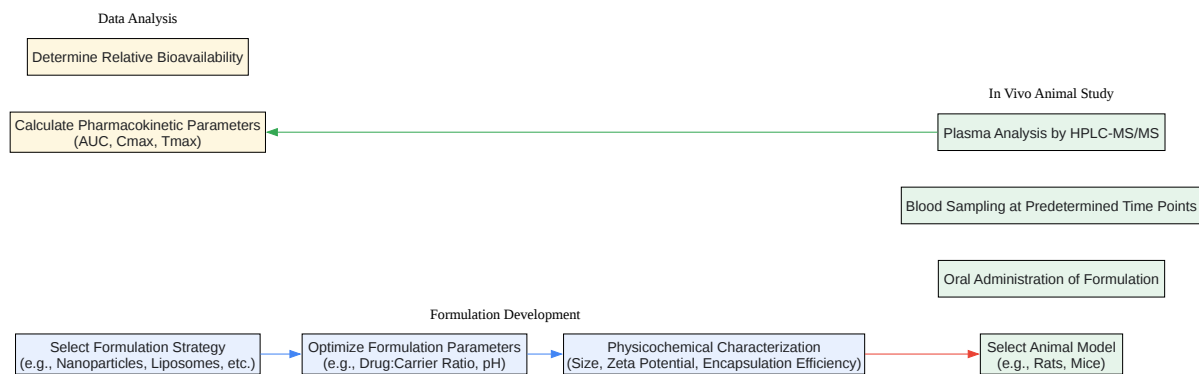 Data Analysis
Determine Relative Bioavailability
In Vivo Animal Study
Calculate Pharmacokinetic Parameters
(AUC, Cmax, Tmax)
Plasma Analysis by HPLC-MS/MS
Blood Sampling at Predetermined Time Points
Oral Administration of Formulation
Formulation Development
Select Formulation Strategy
(e.g., Nanoparticles, Liposomes, etc.)
Optimize Formulation Parameters
(e.g., Drug:Carrier Ratio, pH)
Physicochemical Characterization
(Size, Zeta Potential, Encapsulation Efficiency)
Select Animal Model
(e.g., Rats, Mice)